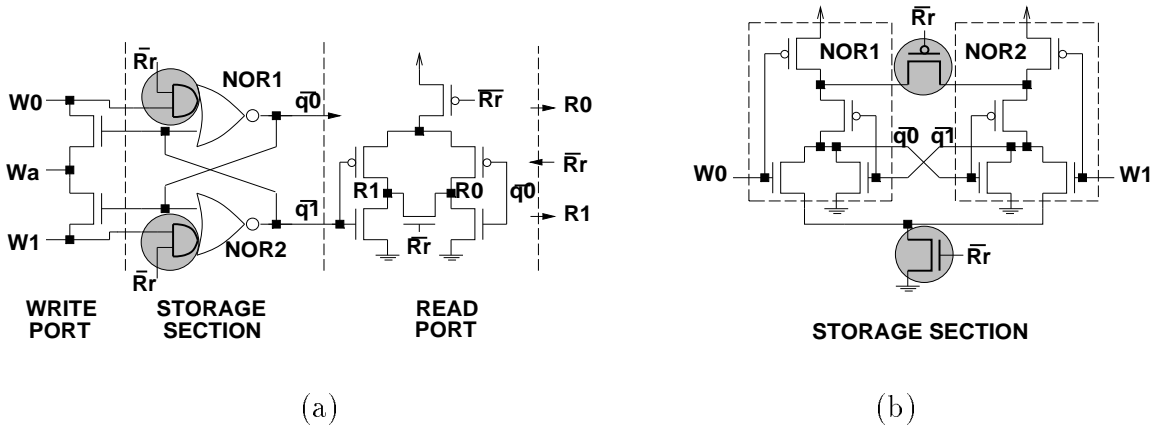 R̄r
NOR1
W0
q̄0
R̄r
R0
Wa
R1
R0
q̄0
R̄r
W1
NOR2
q̄1
R̄r
R1
R̄r
WRITE PORT
STORAGE SECTION
READ PORT
(a)
R̄r
NOR1
NOR2
q̄0
q̄1
W0
W1
R̄r
STORAGE SECTION
(b)